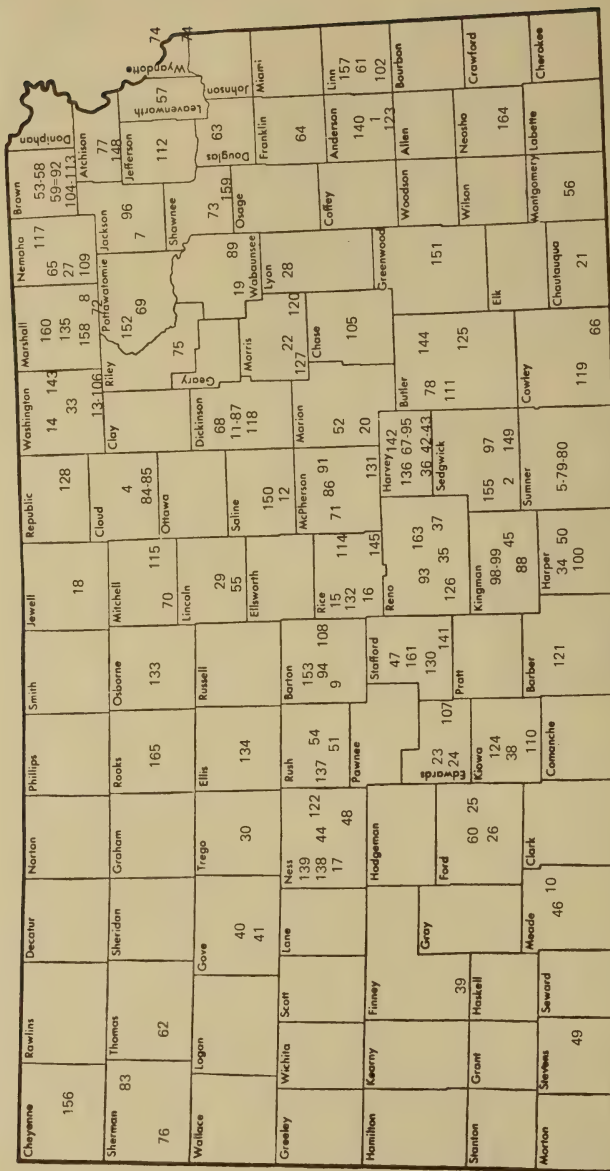 Cheyenne
156
Rawlins
Decatur
Norton
Phillips
Smith
Jewell
18
Republic
128
Washington
14 143
33
13-106
Marshall
160
135
158 8
72
Nemaha
117
65
27
109
Brown
53-58
59=92
104-113
Doniphan
Sherman
83
76
Thomas
62
Sheridan
Graham
Rooks
165
Osborne
133
Mitchell
115
70
Cloud
4
84-85
Clay
Riley
Pottawatomie
152
69
Jackson
96
7
Atchison
77
148
Jefferson
112
Leavenworth
57
Wyandotte
74
74
Wallace
Logan
Gove
40
41
Trego
30
Ellis
134
Russell
Lincoln
29
55
Ottawa
Saline
150
12
Dickinson
68
11-87
118
Geary
75
Wabaunsee
19 89
Shawnee
73
Osage
159
Douglas
63
Johnson
Greeley
Wichita
Scott
Lane
Ness
139 122
138 44
17 48
Rush
54
137 51
Barton
153 108
94
9
Ellsworth
Rice
15 114
132
16 145
McPherson
71 86 91
131
Marion
52
20
Morris
22
127
120
Chase
105
Lyon
28
Coffey
Franklin
64
Miami
Anderson
140
1
123
Linn
157
61
102
Hamilton
Kearny
Finney
39
Gray
Hodgeman
Ford
60 25
26
Pawnee
Edwards
23
24
107
Stafford
47
161
130 141
Pratt
Reno
163
93 37
35
126
Harvey
142
136 67-95
36 42-43
Sedgwick
97
155
2 149
Butler
144
78
111 125
Greenwood
151
Woodson
Allen
Bourbon
Stanton
Grant
Haskell
Kiowa
124
38
110
Kingman
98-99
45
88
Elk
Wilson
Neosho
164
Crawford
Morton
Stevens
49
Seward
Meade
46 10
Clark
Comanche
Barber
121
Harper
34 50
100
Sumner
5-79-80
Cowley
119
66
Chautauqua
21
Montgomery
56
Labette
Cherokee